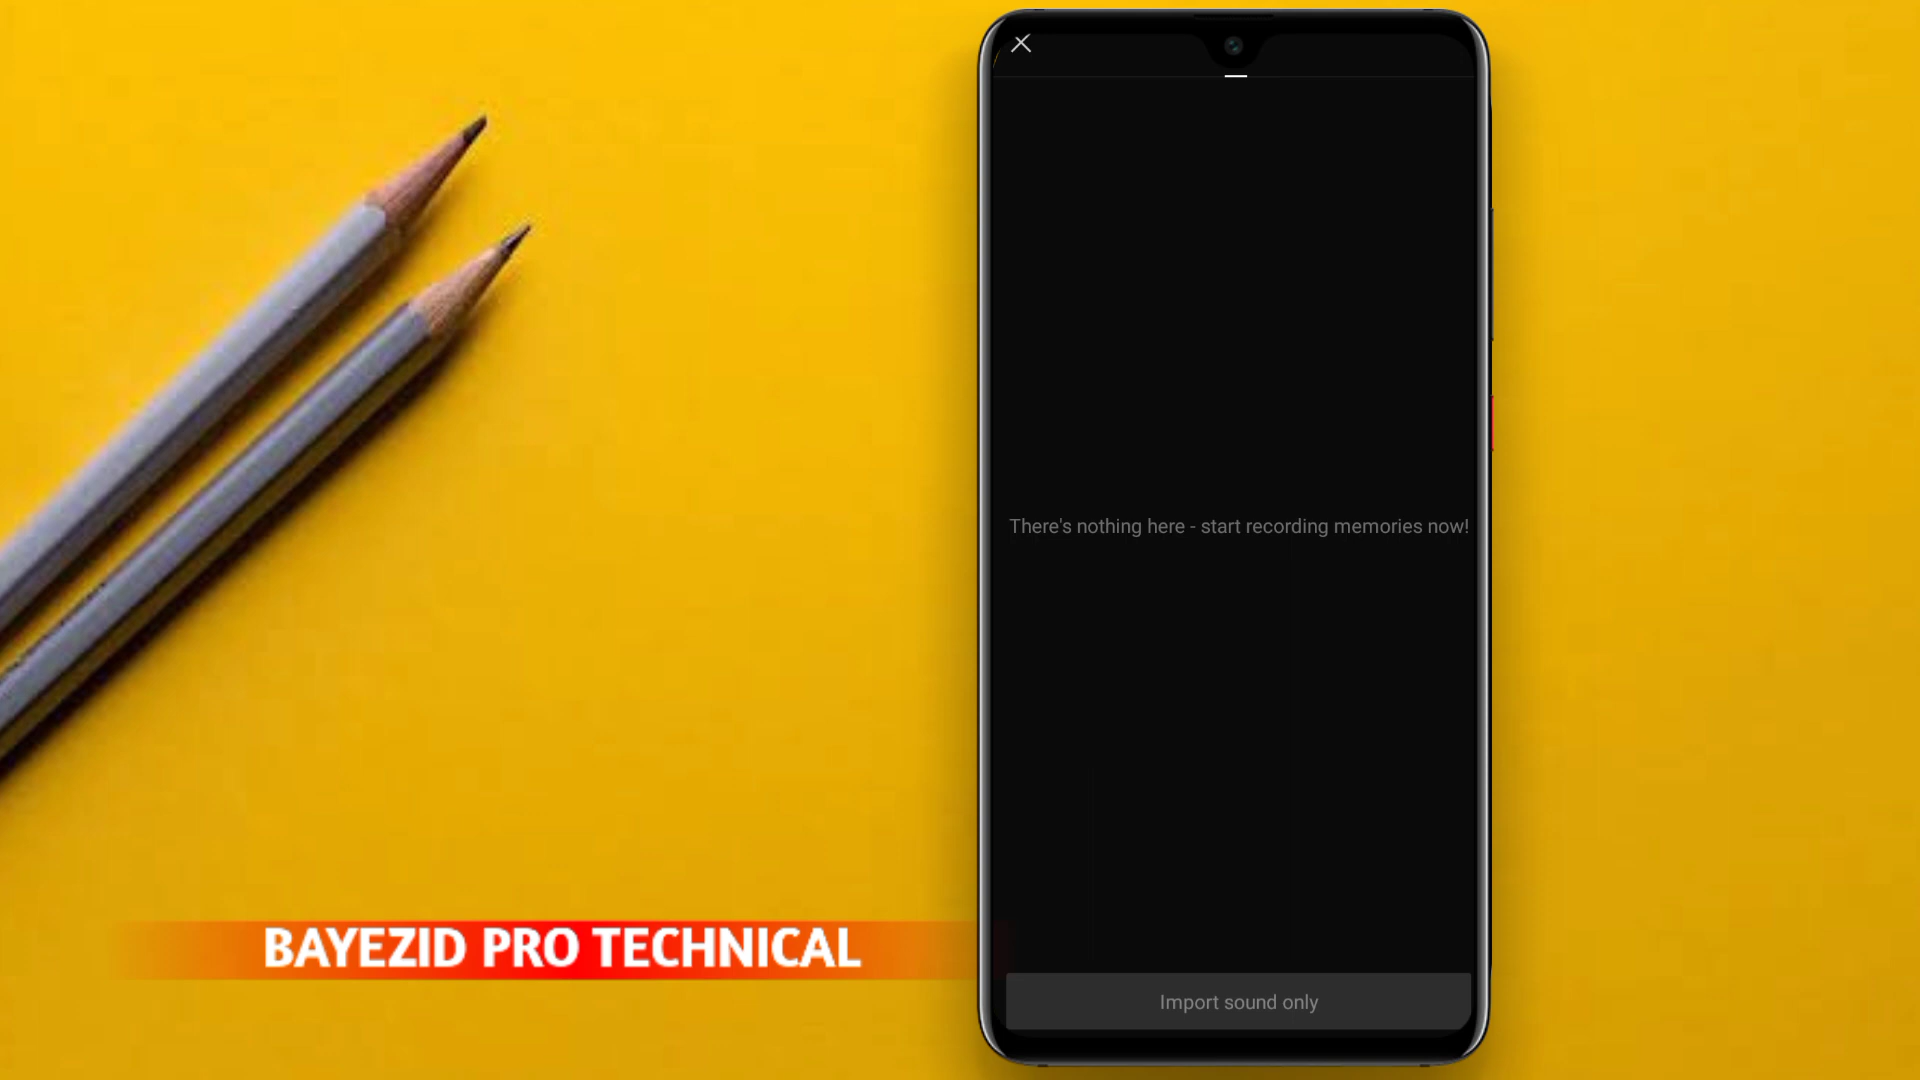 There's nothing here - start recording memories now!
BAYEZID PRO TECHNICAL
Import sound only